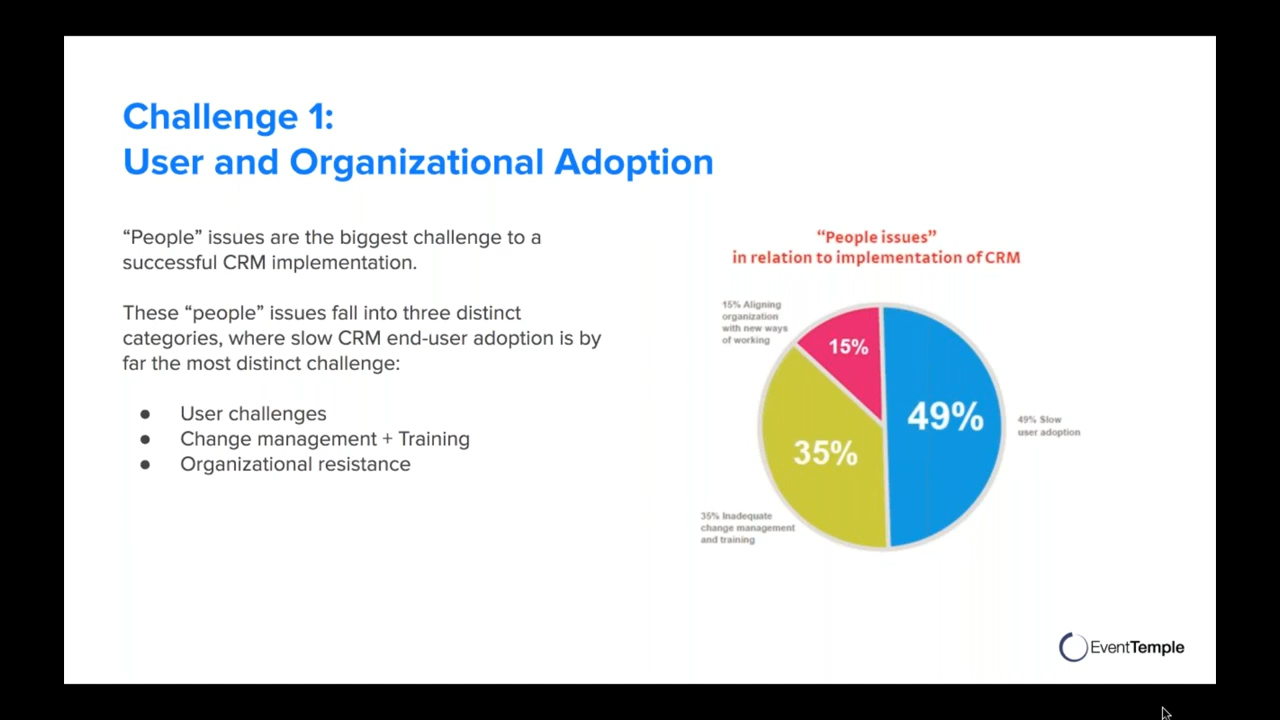 Challenge 1:
User and Organizational Adoption
“People” issues are the biggest challenge to a
successful CRM implementation.
These “people” issues fall into three distinct
categories, where slow CRM end-user adoption is by
far the most distinct challenge:
● User challenges
● Change management + Training
● Organizational resistance
“People issues”
in relation to implementation of CRM
15% Aligning
organization
with new ways
of working
15%
49%
49% Slow
user adoption
35%
35% Inadequate
change management
and training
EventTemple